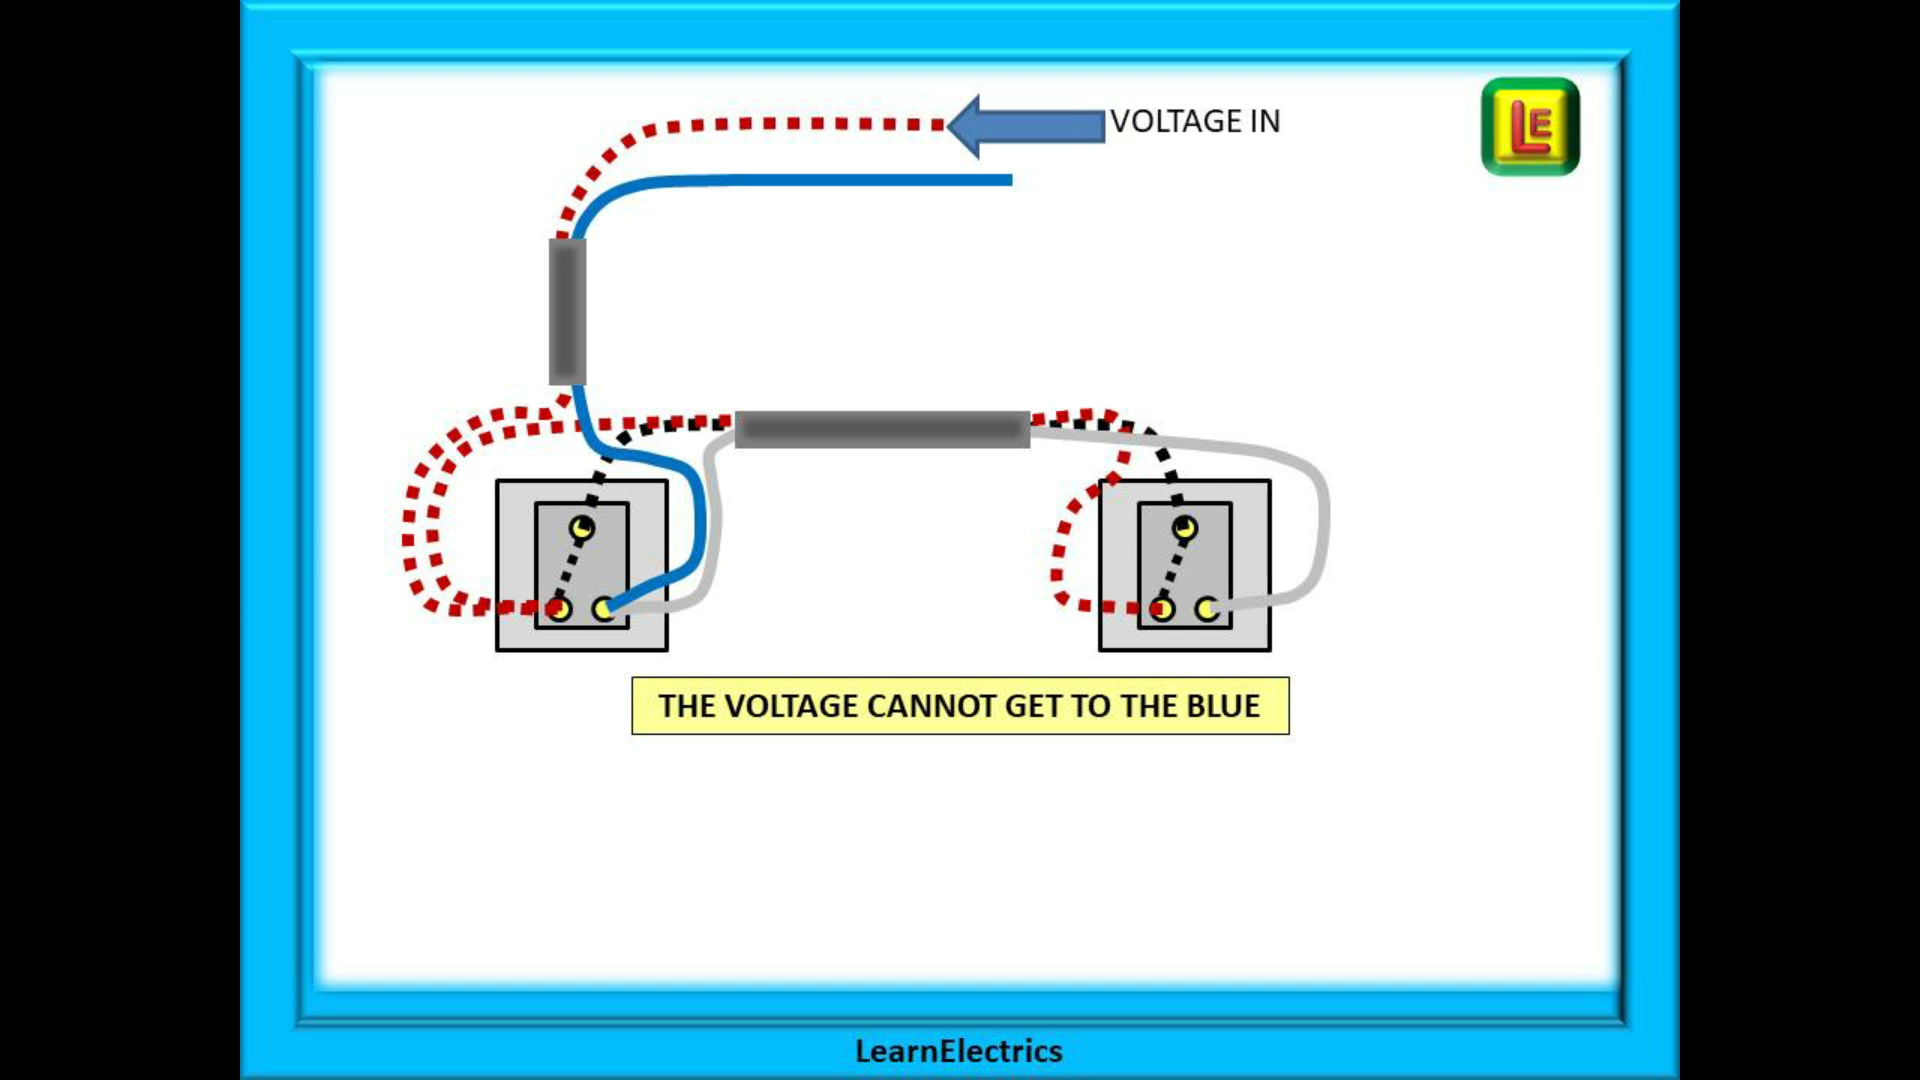 VOLTAGE IN
LE
THE VOLTAGE CANNOT GET TO THE BLUE
LearnElectrics